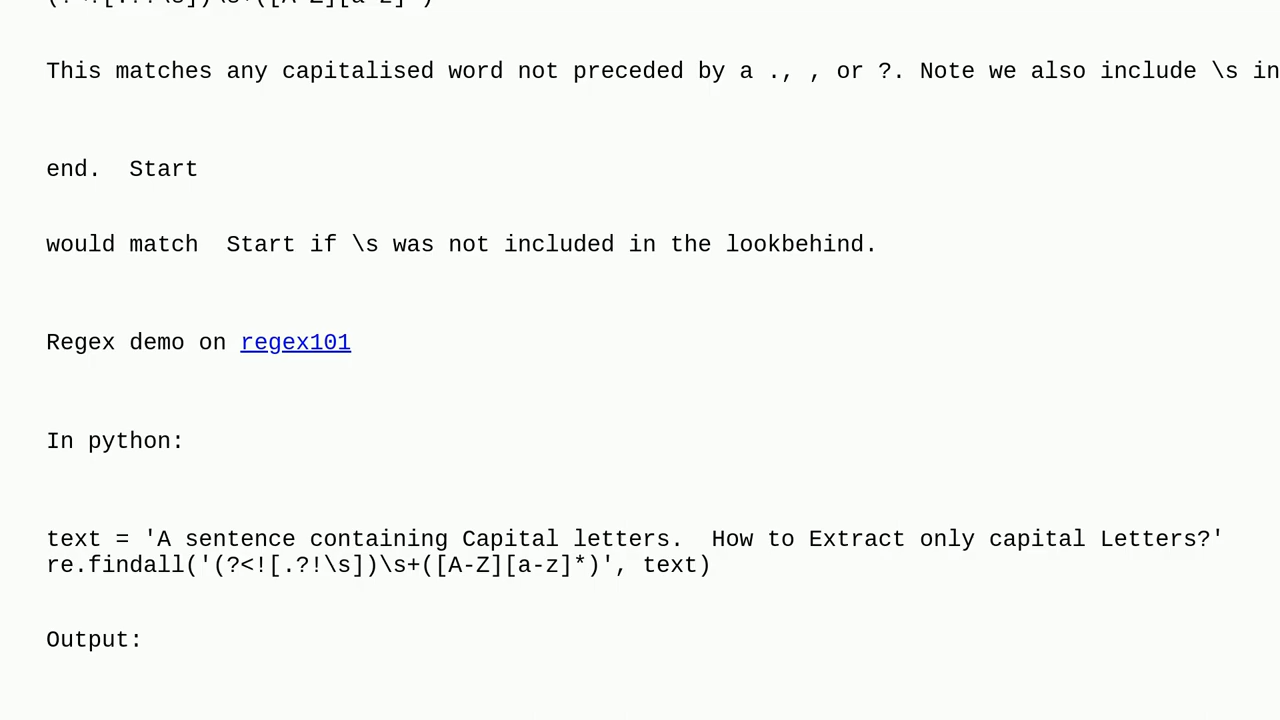 This matches any capitalised word not preceded by a ., , or ?. Note we also include \s in
end.  Start
would match  Start if \s was not included in the lookbehind.
Regex demo on regex101
In python:
text = 'A sentence containing Capital letters.  How to Extract only capital Letters?'
re.findall('(?<![.?!\s])\s+([A-Z][a-z]*)', text)
Output: